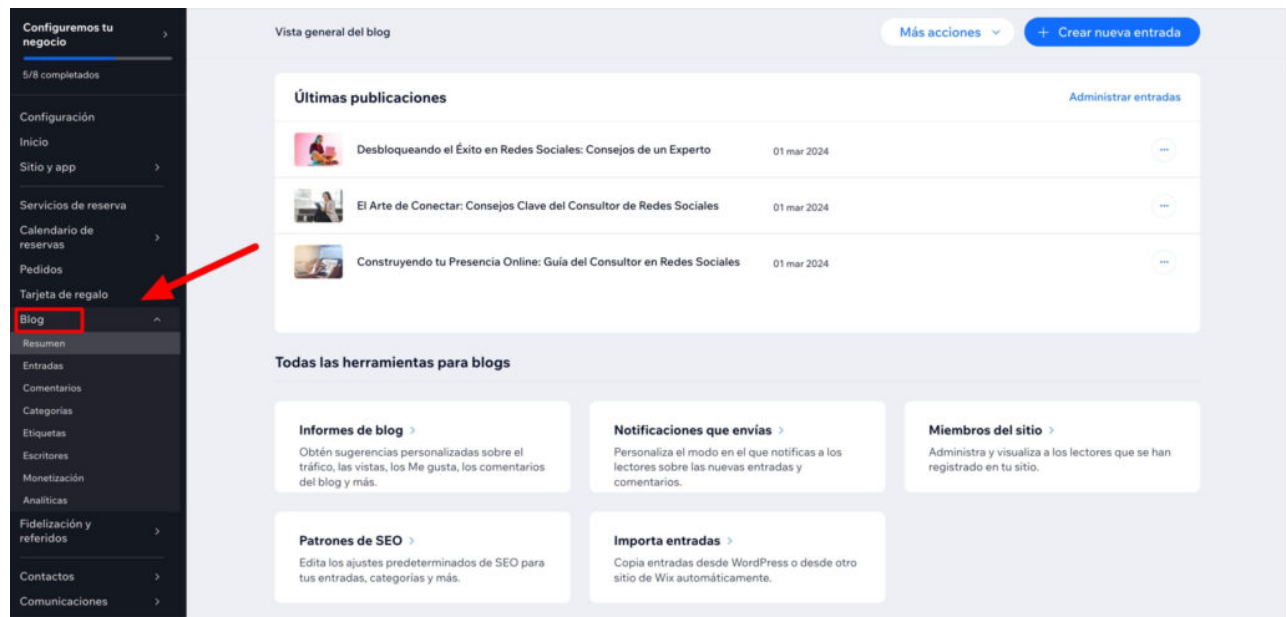 Configuremos tu
negocio
5/8 completados
Configuración
Inicio
Sitio y app
Servicios de reserva
Calendario de
reservas
Pedidos
Tarjeta de regalo
Blog
Resumen
Entradas
Comentarios
Categorías
Etiquetas
Escritores
Monetización
Analíticas
Fidelización y
referidos
Contactos
Comunicaciones
Vista general del blog
Más acciones
+ Crear nueva entrada
Últimas publicaciones
Administrar entradas
Desbloqueando el Éxito en Redes Sociales: Consejos de un Experto
01 mar 2024
El Arte de Conectar: Consejos Clave del Consultor de Redes Sociales
01 mar 2024
Construyendo tu Presencia Online: Guía del Consultor en Redes Sociales
01 mar 2024
Todas las herramientas para blogs
Informes de blog
Obtén sugerencias personalizadas sobre el
tráfico, las vistas, los Me gusta, los comentarios
del blog y más.
Notificaciones que envías
Personaliza el modo en el que notificas a los
lectores sobre las nuevas entradas y
comentarios.
Miembros del sitio
Administra y visualiza a los lectores que se han
registrado en tu sitio.
Patrones de SEO
Edita los ajustes predeterminados de SEO para
tus entradas, categorías y más.
Importa entradas
Copia entradas desde WordPress o desde otro
sitio de Wix automáticamente.